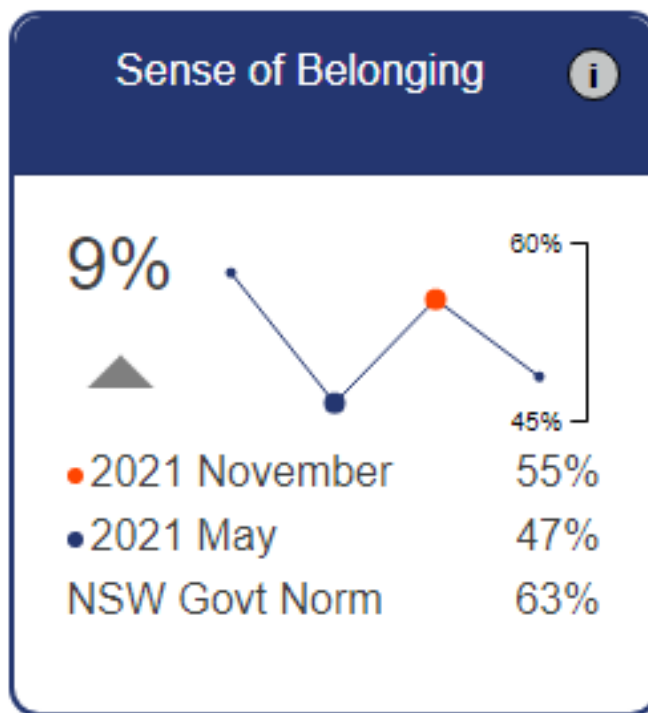 Sense of Belonging i
9%
60%
45%
2021 November 55%
2021 May 47%
NSW Govt Norm 63%